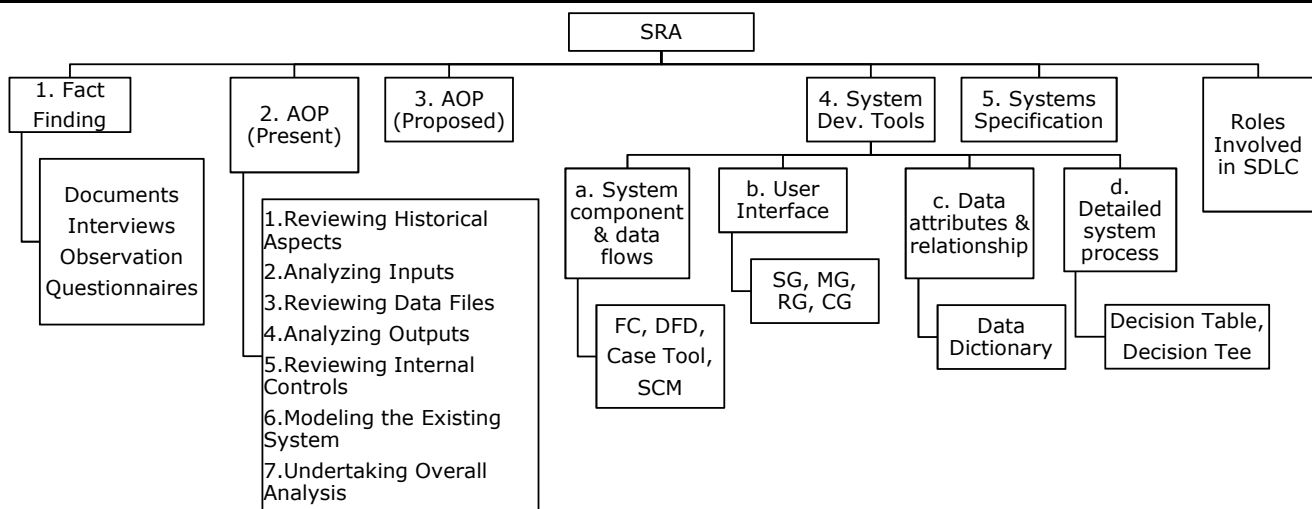 SRA
1. Fact
Finding
Documents
Interviews
Observation
Questionnaires
2. AOP
(Present)
1.Reviewing Historical
Aspects
2.Analyzing Inputs
3.Reviewing Data Files
4.Analyzing Outputs
5.Reviewing Internal
Controls
6.Modeling the Existing
System
7.Undertaking Overall
Analysis
3. AOP
(Proposed)
4. System
Dev. Tools
a. System
component
& data
flows
FC, DFD,
Case Tool,
SCM
b. User
Interface
SG, MG,
RG, CG
c. Data
attributes &
relationship
Data
Dictionary
d.
Detailed
system
process
Decision Table,
Decision Tee
5. Systems
Specification
Roles
Involved
in SDLC